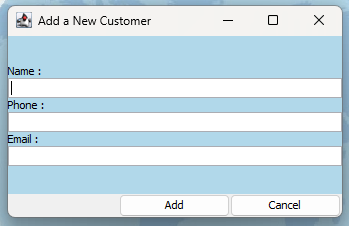 Add a New Customer
Name :
Phone :
Email :
Add
Cancel